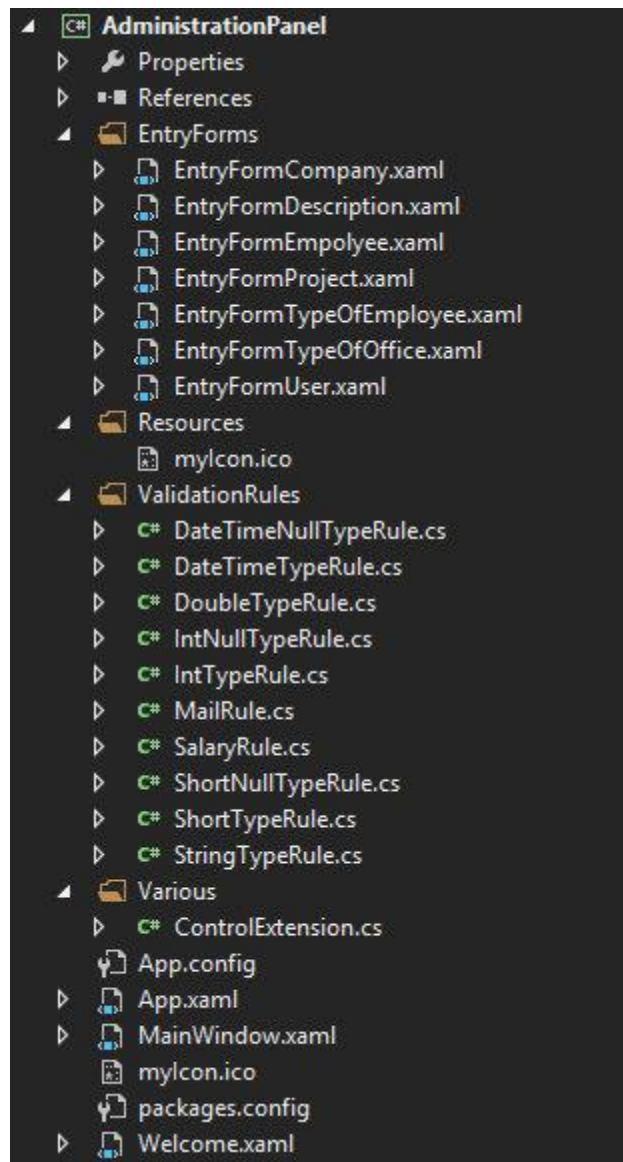 C# AdministrationPanel
Properties
References
EntryForms
EntryFormCompany.xaml
EntryFormDescription.xaml
EntryFormEmpolyee.xaml
EntryFormProject.xaml
EntryFormTypeOfEmployee.xaml
EntryFormTypeOfOffice.xaml
EntryFormUser.xaml
Resources
myIcon.ico
ValidationRules
C# DateTimeNullTypeRule.cs
C# DateTimeTypeRule.cs
C# DoubleTypeRule.cs
C# IntNullTypeRule.cs
C# IntTypeRule.cs
C# MailRule.cs
C# SalaryRule.cs
C# ShortNullTypeRule.cs
C# ShortTypeRule.cs
C# StringTypeRule.cs
Various
C# ControlExtension.cs
App.config
App.xaml
MainWindow.xaml
myIcon.ico
packages.config
Welcome.xaml